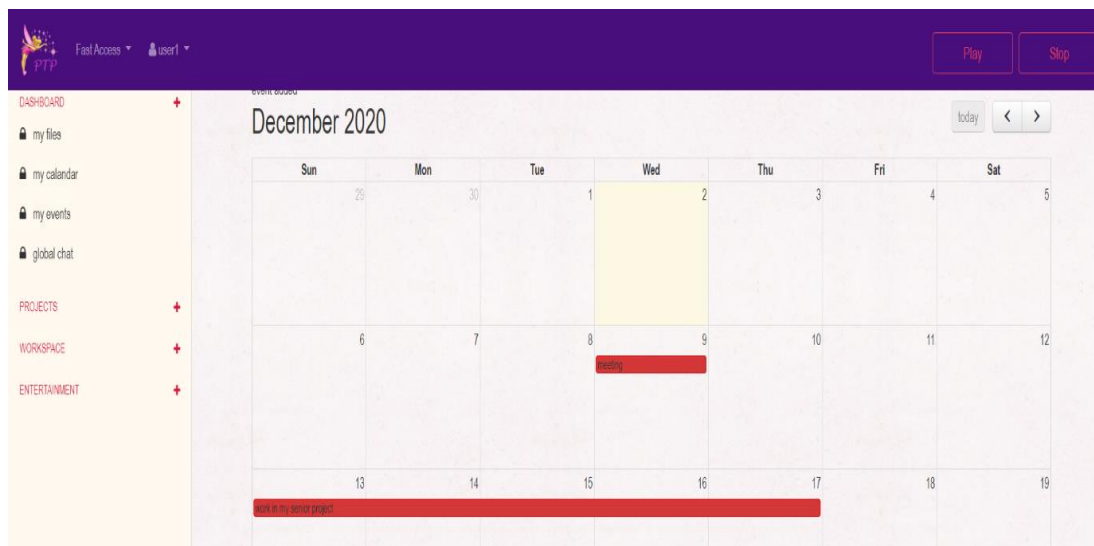 PTP
Fast Access
user1
Play
Stop
DASHBOARD
my files
my calandar
my events
global chat
PROJECTS
WORKSPACE
ENTERTAINMENT
event added
December 2020
today
Sun Mon Tue Wed Thu Fri Sat
29 30 1 2 3 4 5
6 7 8 9 10 11 12
meeting
13 14 15 16 17 18 19
work in my senior project